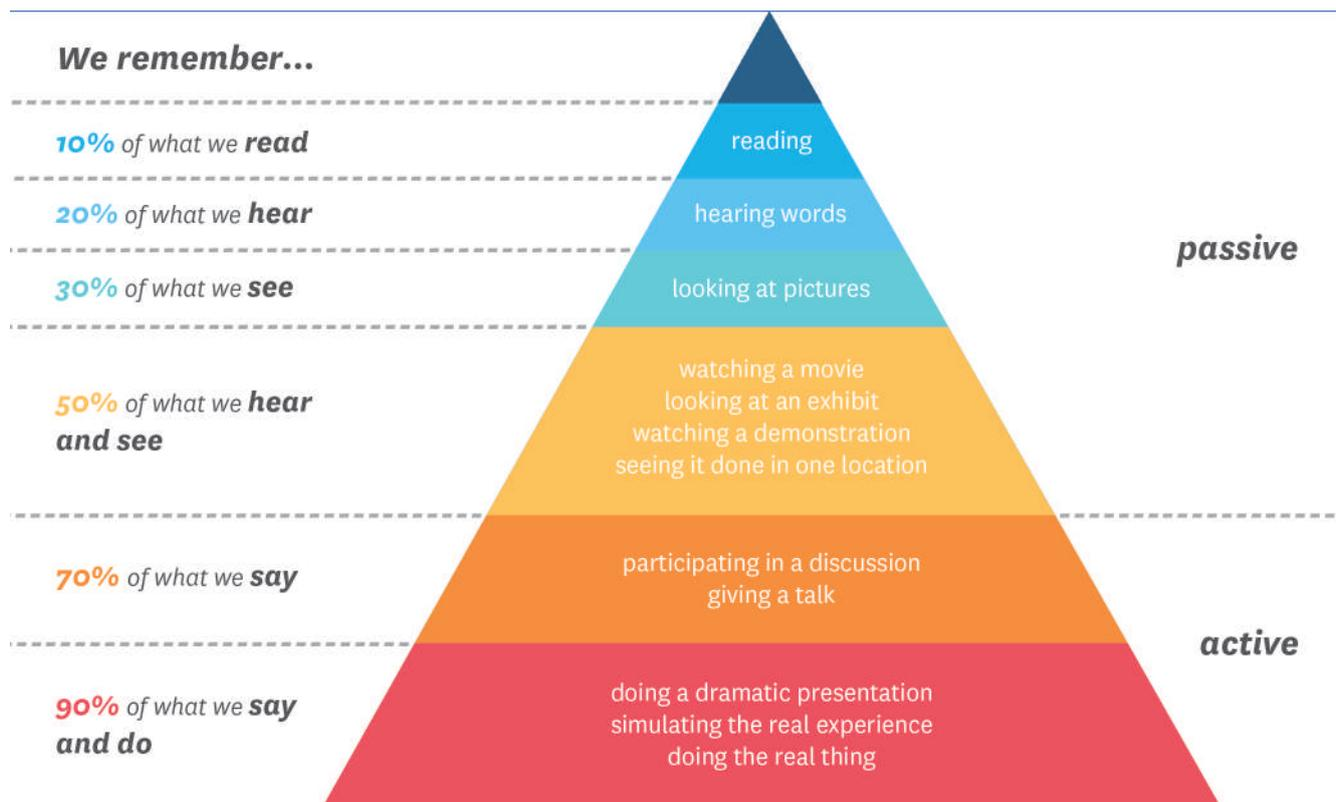 We remember...
10% of what we read
reading
20% of what we hear
hearing words
30% of what we see
looking at pictures
passive
50% of what we hear
and see
watching a movie
looking at an exhibit
watching a demonstration
seeing it done in one location
70% of what we say
participating in a discussion
giving a talk
active
90% of what we say
and do
doing a dramatic presentation
simulating the real experience
doing the real thing